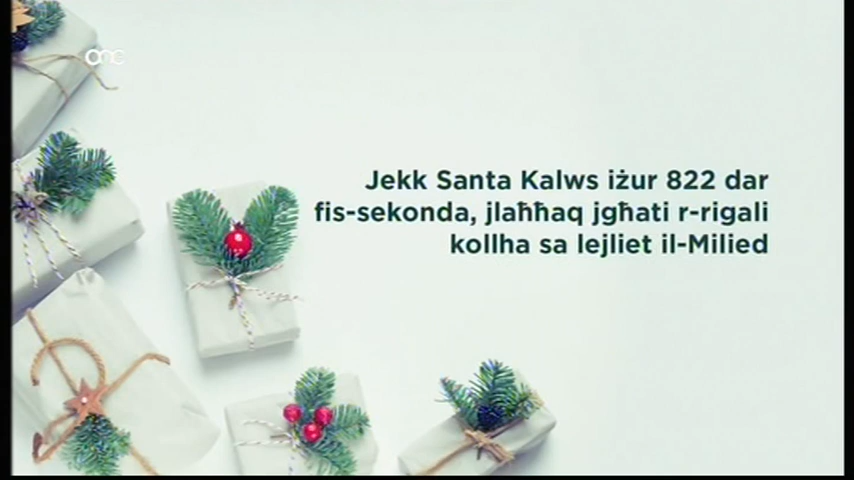 one
Jekk Santa Kalws iżur 822 dar
fis-sekonda, jlaħħaq jgħati r-rigali
kollha sa lejliet il-Milied